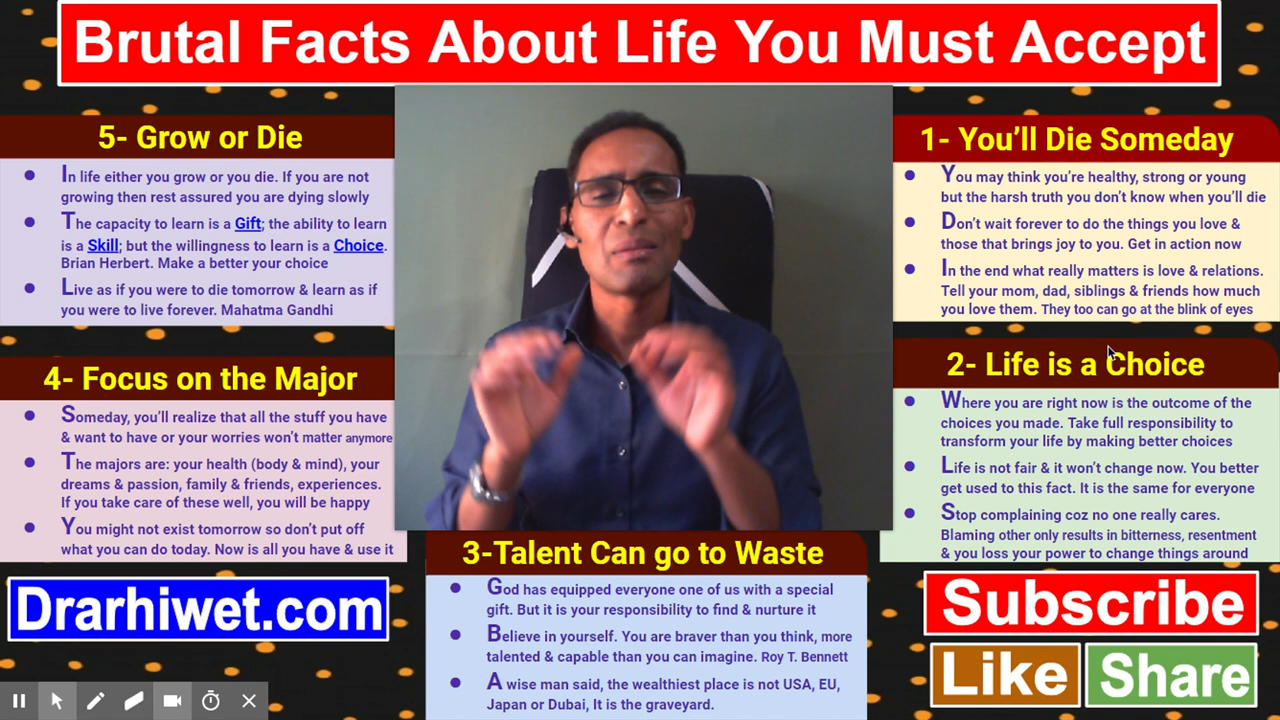 Brutal Facts About Life You Must Accept
1- You'll Die Someday
● You may think you're healthy, strong or young
but the harsh truth you don't know when you'll die
● Don't wait forever to do the things you love &
those that brings joy to you. Get in action now
● In the end what really matters is love & relations.
Tell your mom, dad, siblings & friends how much
you love them. They too can go at the blink of eyes
2- Life is a Choice
● Where you are right now is the outcome of the
choices you made. Take full responsibility to
transform your life by making better choices
● Life is not fair & it won't change now. You better
get used to this fact. It is the same for everyone
● Stop complaining coz no one really cares.
Blaming other only results in bitterness, resentment
& you loss your power to change things around
3-Talent Can go to Waste
● God has equipped everyone one of us with a special
gift. But it is your responsibility to find & nurture it
● Believe in yourself. You are braver than you think, more
talented & capable than you can imagine. Roy T. Bennett
● A wise man said, the wealthiest place is not USA, EU,
Japan or Dubai, It is the graveyard.
4- Focus on the Major
● Someday, you'll realize that all the stuff you have
& want to have or your worries won't matter anymore
● The majors are: your health (body & mind), your
dreams & passion, family & friends, experiences.
If you take care of these well, you will be happy
● You might not exist tomorrow so don't put off
what you can do today. Now is all you have & use it
5- Grow or Die
● In life either you grow or you die. If you are not
growing then rest assured you are dying slowly
● The capacity to learn is a Gift; the ability to learn
is a Skill; but the willingness to learn is a Choice.
Brian Herbert. Make a better your choice
● Live as if you were to die tomorrow & learn as if
you were to live forever. Mahatma Gandhi
Drarhiwet.com
Subscribe
Like
Share